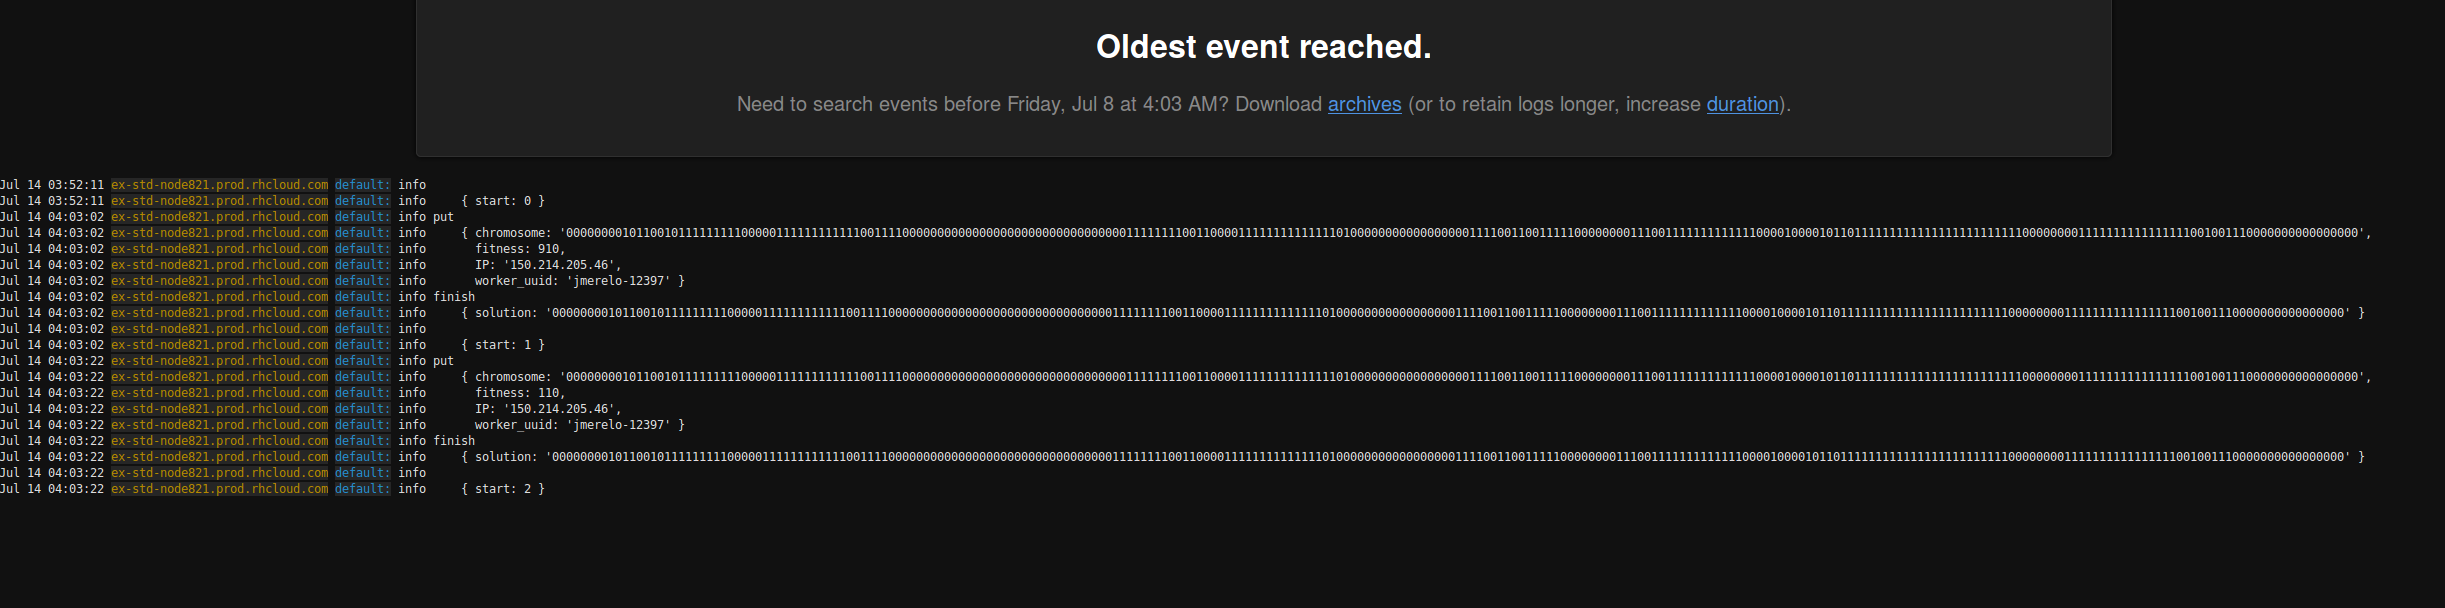 Oldest event reached.
Need to search events before Friday, Jul 8 at 4:03 AM? Download archives (or to retain logs longer, increase duration).
Jul 14 03:52:11 ex-std-node821.prod.rhcloud.com default: info
Jul 14 03:52:11 ex-std-node821.prod.rhcloud.com default: info { start: 0 }
Jul 14 04:03:02 ex-std-node821.prod.rhcloud.com default: info put
Jul 14 04:03:02 ex-std-node821.prod.rhcloud.com default: info { chromosome:
Jul 14 04:03:02 ex-std-node821.prod.rhcloud.com default: info fitness: 910,
Jul 14 04:03:02 ex-std-node821.prod.rhcloud.com default: info IP: '150.214.205.46',
Jul 14 04:03:02 ex-std-node821.prod.rhcloud.com default: info worker_uuid: 'jmerelo-12397' }
Jul 14 04:03:02 ex-std-node821.prod.rhcloud.com default: info finish
Jul 14 04:03:02 ex-std-node821.prod.rhcloud.com default: info { solution: }
Jul 14 04:03:02 ex-std-node821.prod.rhcloud.com default: info
Jul 14 04:03:02 ex-std-node821.prod.rhcloud.com default: info { start: 1 }
Jul 14 04:03:22 ex-std-node821.prod.rhcloud.com default: info put
Jul 14 04:03:22 ex-std-node821.prod.rhcloud.com default: info { chromosome:
Jul 14 04:03:22 ex-std-node821.prod.rhcloud.com default: info fitness: 110,
Jul 14 04:03:22 ex-std-node821.prod.rhcloud.com default: info IP: '150.214.205.46',
Jul 14 04:03:22 ex-std-node821.prod.rhcloud.com default: info worker_uuid: 'jmerelo-12397' }
Jul 14 04:03:22 ex-std-node821.prod.rhcloud.com default: info finish
Jul 14 04:03:22 ex-std-node821.prod.rhcloud.com default: info { solution: }
Jul 14 04:03:22 ex-std-node821.prod.rhcloud.com default: info
Jul 14 04:03:22 ex-std-node821.prod.rhcloud.com default: info { start: 2 }